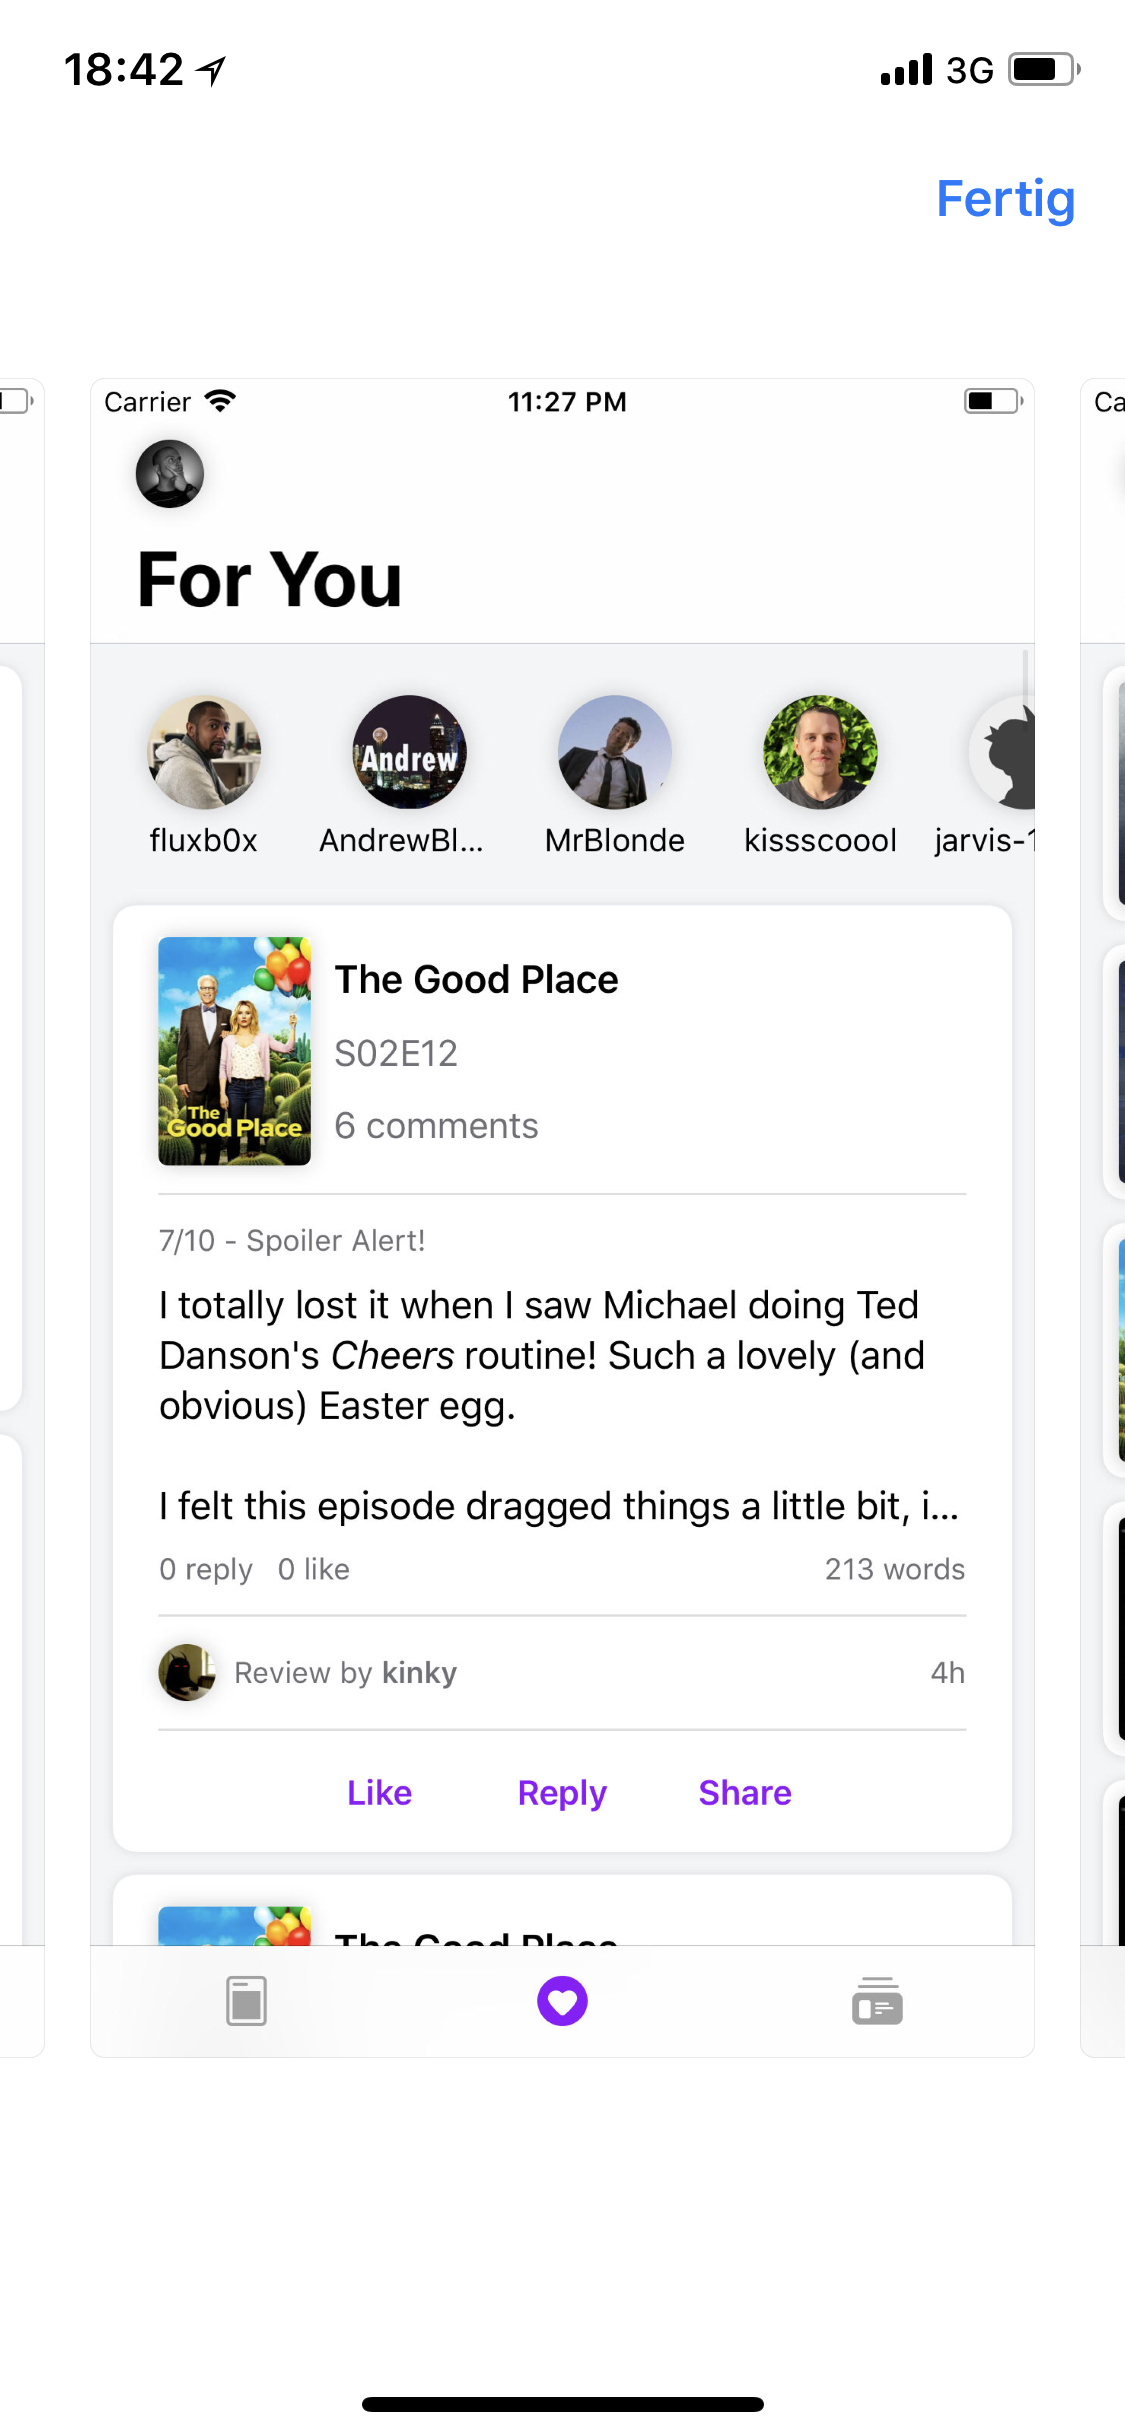 18:42
3G
Fertig
Carrier
11:27 PM
Ca
For You
Andrew
fluxb0x
AndrewBl...
MrBlonde
kissscoool
jarvis-1
The Good Place
S02E12
6 comments
The
Good Place
7/10 - Spoiler Alert!
I totally lost it when I saw Michael doing Ted
Danson's Cheers routine! Such a lovely (and
obvious) Easter egg.
I felt this episode dragged things a little bit, i...
0 reply 0 like
213 words
Review by kinky
4h
Like
Reply
Share
The Good Place